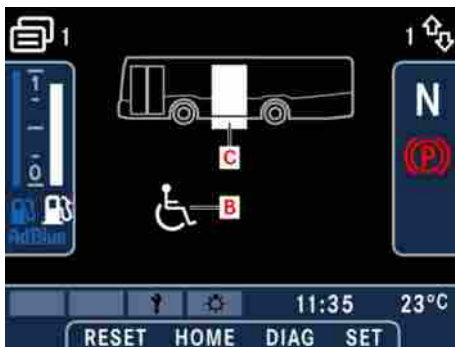 1
1
1
0
N
(P)
C
B
AdBlue
11:35 23°C
RESET HOME DIAG SET